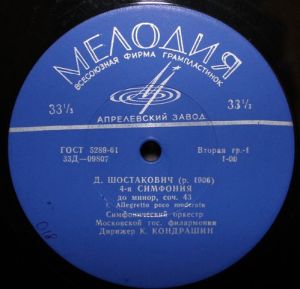 МЕЛОДИЯ
ВСЕСОЮЗНАЯ ФИРМА ГРАМПЛАСТИНОК
33⅓ 33⅓
АПРЕЛЕВСКИЙ ЗАВОД
ГОСТ 5289-61 Вторая гр.-1
33Д—09807 1-00
Д. ШОСТАКОВИЧ (р. 1906)
4-я СИМФОНИЯ
до минор, соч. 43
Allegretto poco moderato
Симфонический оркестр
Московской гос. филармонии
Дирижер К. КОНДРАШИН